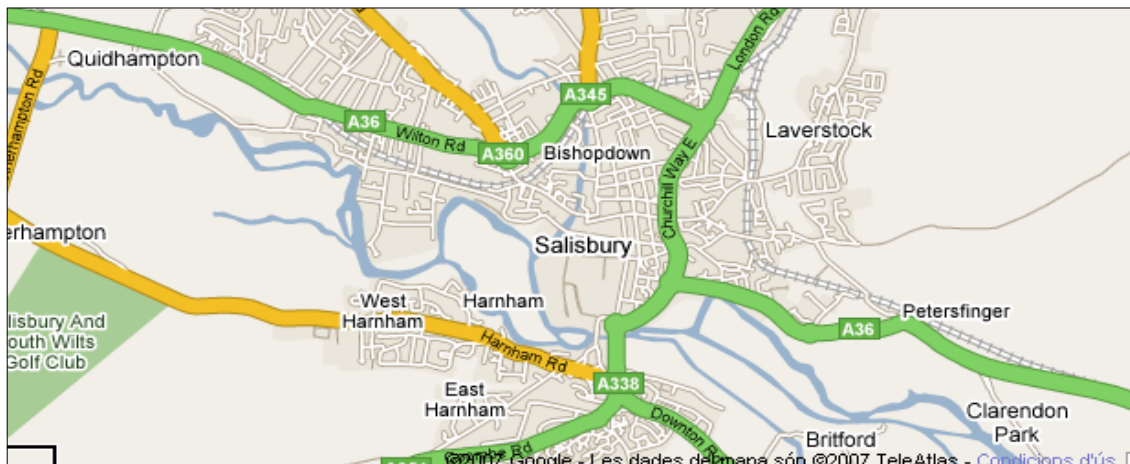 London Rd
Quidhampton
A345
A36
Wilton Rd
Laverstock
A360
Bishopdown
Churchill Way E
erhampton Rd
erhampton
Salisbury
West
Harnham
Harnham
Petersfinger
A36
lisbury And
outh Wilts
Golf Club
Harnham Rd
A338
East
Harnham
Downton R
Clarendon
Park
Britford
©2007 Google - Les dades del mapa són ©2007 TeleAtlas - Condicions d'ús